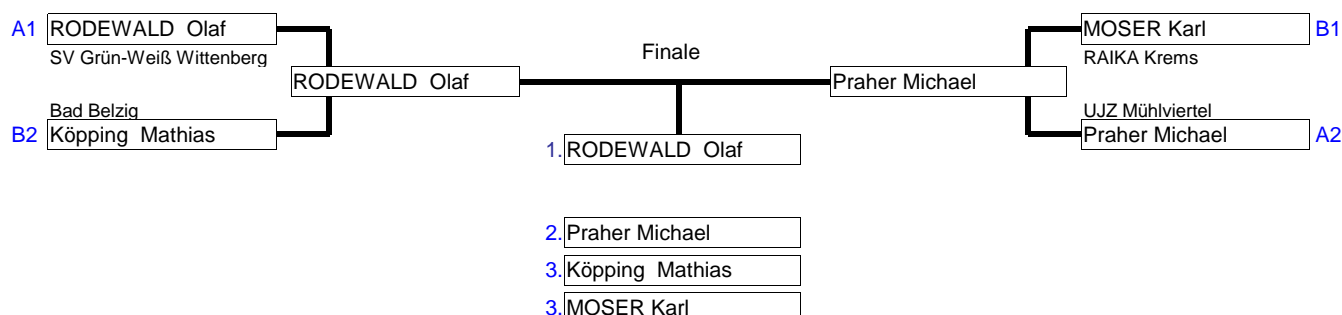 A1 RODEWALD  Olaf MOSER Karl B1
SV Grün-Weiß Wittenberg Finale RAIKA Krems
RODEWALD  Olaf Praher Michael
Bad Belzig UJZ Mühlviertel
B2 Köpping  Mathias Praher Michael A2
1. RODEWALD  Olaf
2. Praher Michael
3. Köpping  Mathias
3. MOSER Karl